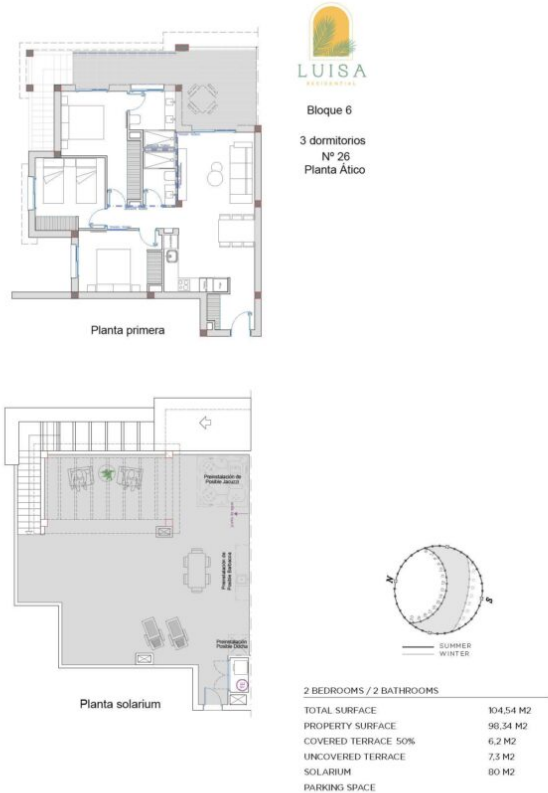 LUISA
RESIDENTIAL
Bloque 6
3 dormitorios
Nº 26
Planta Ático
Planta primera
Preinstalación de
Posible Jacuzzi
Preinstalación de
Posible Barbacoa
Preinstalación
Posible Ducha
Planta solarium
N
S
SUMMER
WINTER
2 BEDROOMS / 2 BATHROOMS
TOTAL SURFACE 104,54 M2
PROPERTY SURFACE 98,34 M2
COVERED TERRACE 50% 6,2 M2
UNCOVERED TERRACE 7,3 M2
SOLARIUM 80 M2
PARKING SPACE